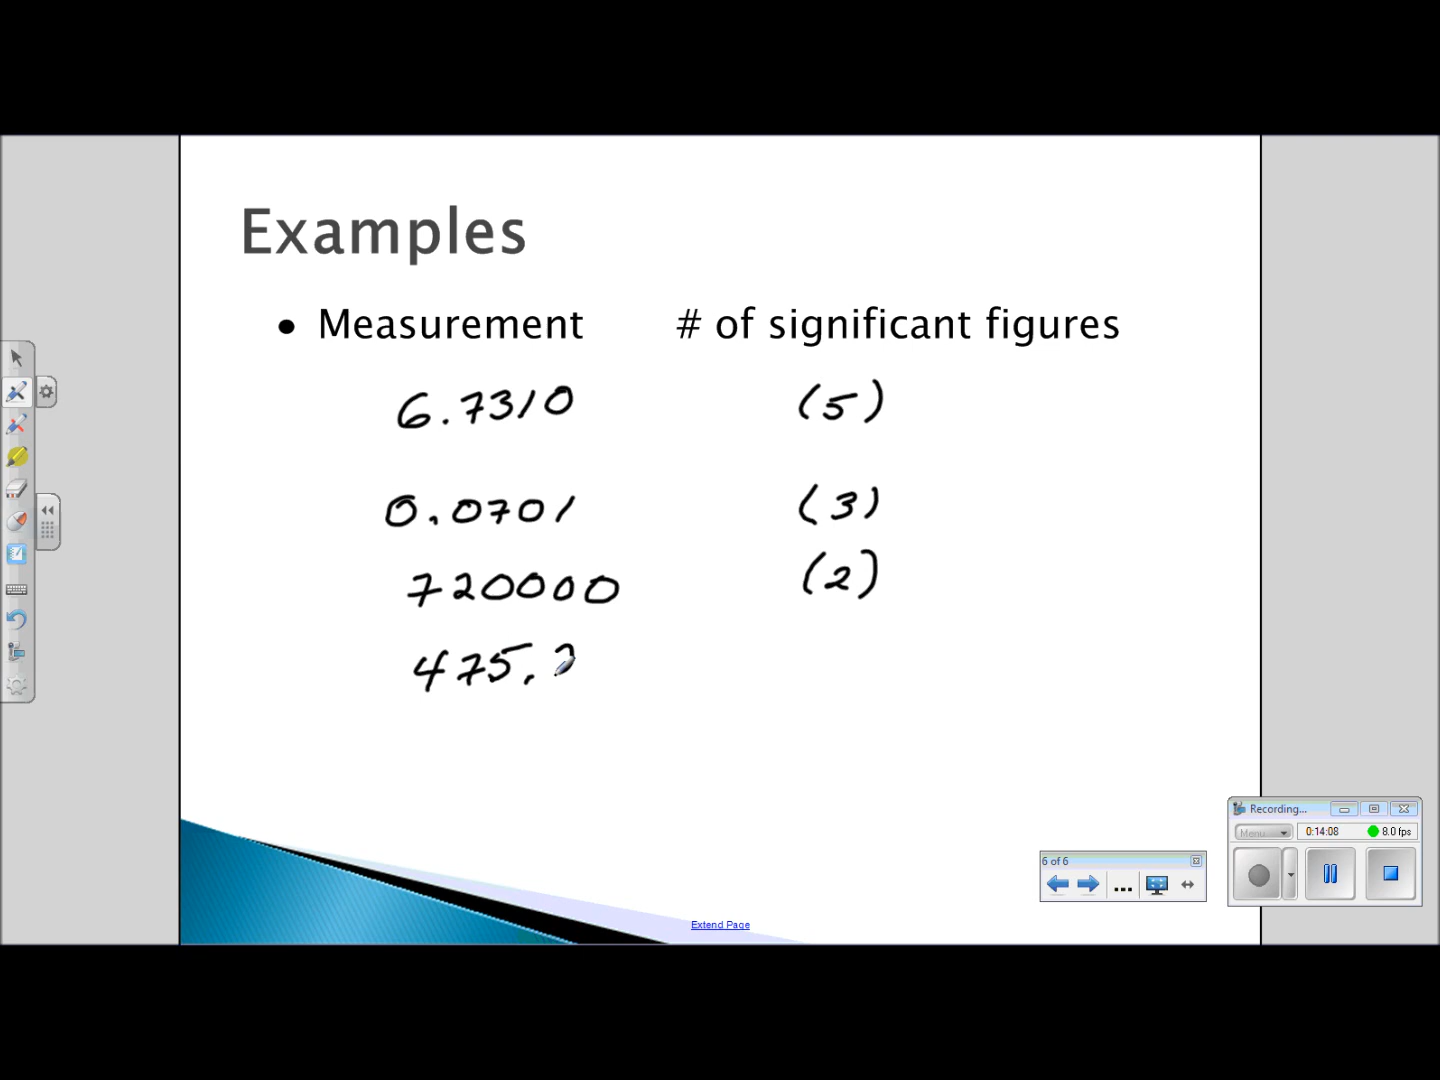 Examples
• Measurement # of significant figures
6.7310 (5)
0.0701 (3)
720000 (2)
475.
Recording...
Menu 0:14:08 8.0 fps
6 of 6
...
Extend Page